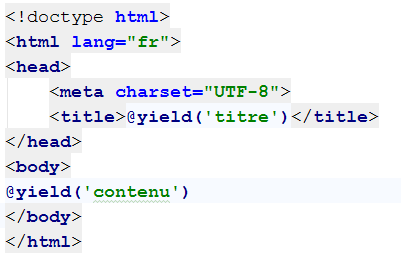 <!doctype html>
<html lang="fr">
<head>
    <meta charset="UTF-8">
    <title>@yield('titre')</title>
</head>
<body>
@yield('contenu')
</body>
</html>